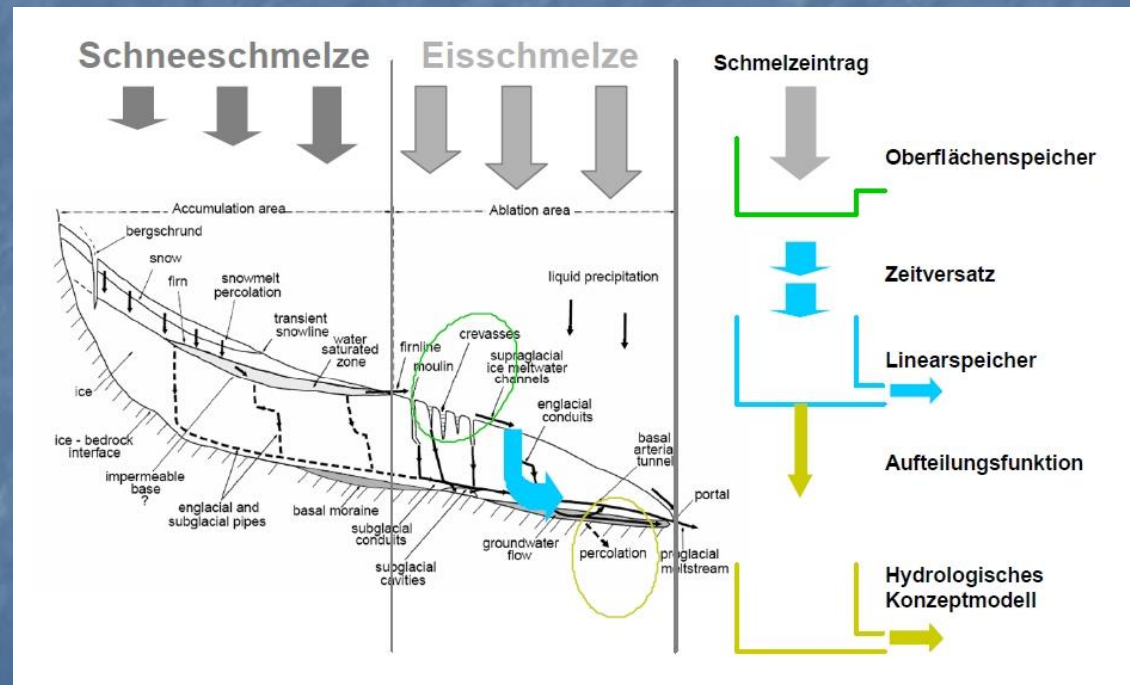 Schneeschmelze
Eisschmelze
Schmelzeintrag
Oberflächenspeicher
Accumulation area
Ablation area
bergschrund
snow
firn
snowmelt
percolation
transient
snowline
water
saturated
zone
firnline
moulin
crevasses
liquid precipitation
supraglacial
ice meltwater
channels
englacial
conduits
Zeitversatz
Linearspeicher
ice
ice - bedrock
interface
impermeable
base
?
englacial and
subglacial pipes
basal moraine
subglacial
conduits
subglacial
cavities
groundwater
flow
percolation
basal
arterial
tunnel
portal
proglacial
meltstream
Aufteilungsfunktion
Hydrologisches
Konzeptmodell